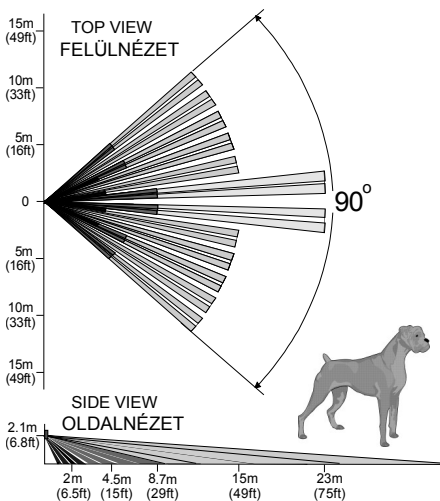 15m
(49ft)
TOP VIEW
FELÜLNÉZET
10m
(33ft)
5m
(16ft)
0
90°
5m
(16ft)
10m
(33ft)
15m
(49ft)
SIDE VIEW
OLDALNÉZET
2.1m
(6.8ft)
2m
(6.5ft)
4.5m
(15ft)
8.7m
(29ft)
15m
(49ft)
23m
(75ft)